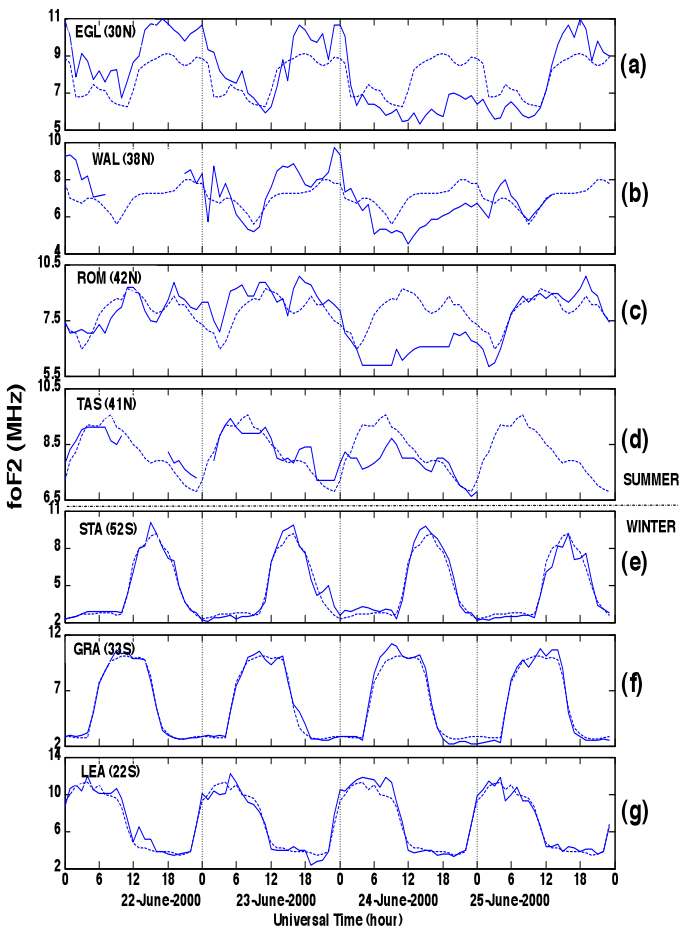 foF2 (MHz)
11
9
7
5
EGL (30N)
(a)
10
8
6
4
WAL (38N)
(b)
10.5
7.5
5.5
ROM (42N)
(c)
10.5
8.5
6.5
TAS (41N)
(d)
SUMMER
WINTER
11
8
5
2
STA (52S)
(e)
12
7
2
GRA (33S)
(f)
14
10
6
2
LEA (22S)
(g)
0 6 12 18 0 6 12 18 0 6 12 18 0 6 12 18 0
22-June-2000 23-June-2000 24-June-2000 25-June-2000
Universal Time (hour)